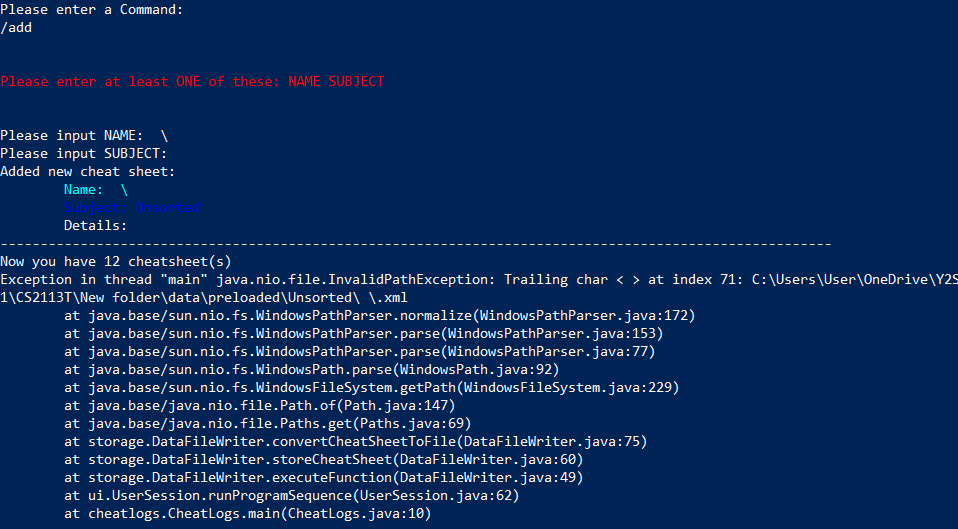 Please enter a Command:
/add
Please enter at least ONE of these: NAME SUBJECT
Please input NAME:  \
Please input SUBJECT:
Added new cheat sheet:
Name:  \
Subject: Unsorted
Details:
--------------------------------------------------------------------------------------------------------
Now you have 12 cheatsheet(s)
Exception in thread "main" java.nio.file.InvalidPathException: Trailing char < > at index 71: C:\Users\User\OneDrive\Y2S
1\CS2113T\New folder\data\preloaded\Unsorted\ \.xml
at java.base/sun.nio.fs.WindowsPathParser.normalize(WindowsPathParser.java:172)
at java.base/sun.nio.fs.WindowsPathParser.parse(WindowsPathParser.java:153)
at java.base/sun.nio.fs.WindowsPathParser.parse(WindowsPathParser.java:77)
at java.base/sun.nio.fs.WindowsPath.parse(WindowsPath.java:92)
at java.base/sun.nio.fs.WindowsFileSystem.getPath(WindowsFileSystem.java:229)
at java.base/java.nio.file.Path.of(Path.java:147)
at java.base/java.nio.file.Paths.get(Paths.java:69)
at storage.DataFileWriter.convertCheatSheetToFile(DataFileWriter.java:75)
at storage.DataFileWriter.storeCheatSheet(DataFileWriter.java:60)
at storage.DataFileWriter.executeFunction(DataFileWriter.java:49)
at ui.UserSession.runProgramSequence(UserSession.java:62)
at cheatlogs.CheatLogs.main(CheatLogs.java:10)